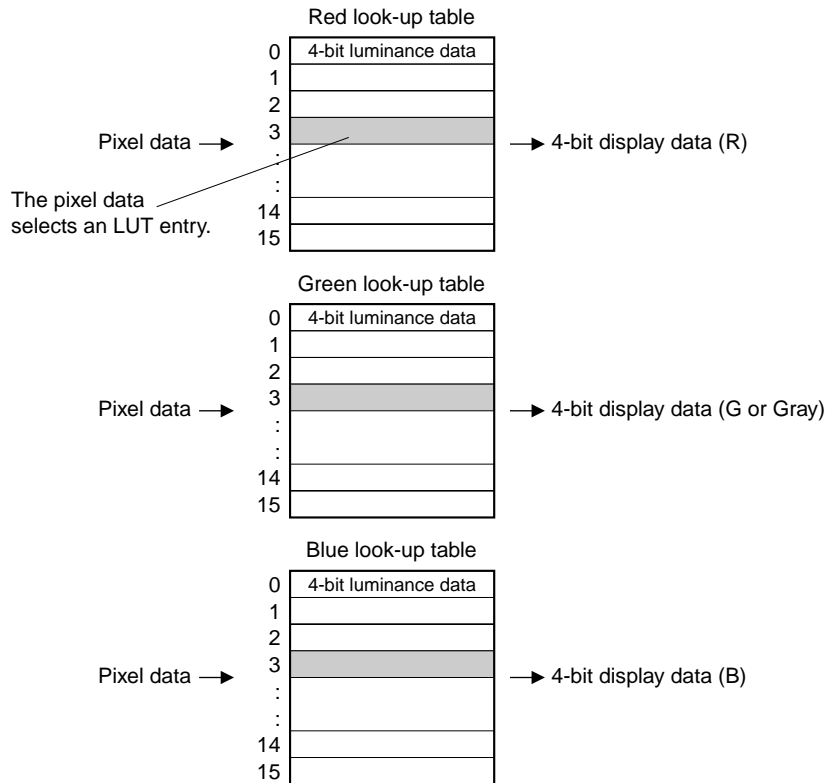 Red look-up table
0 4-bit luminance data
1
2
Pixel data 3 4-bit display data (R)
:
:
The pixel data
selects an LUT entry.
14
15
Green look-up table
0 4-bit luminance data
1
2
Pixel data 3 4-bit display data (G or Gray)
:
:
14
15
Blue look-up table
0 4-bit luminance data
1
2
Pixel data 3 4-bit display data (B)
:
:
14
15